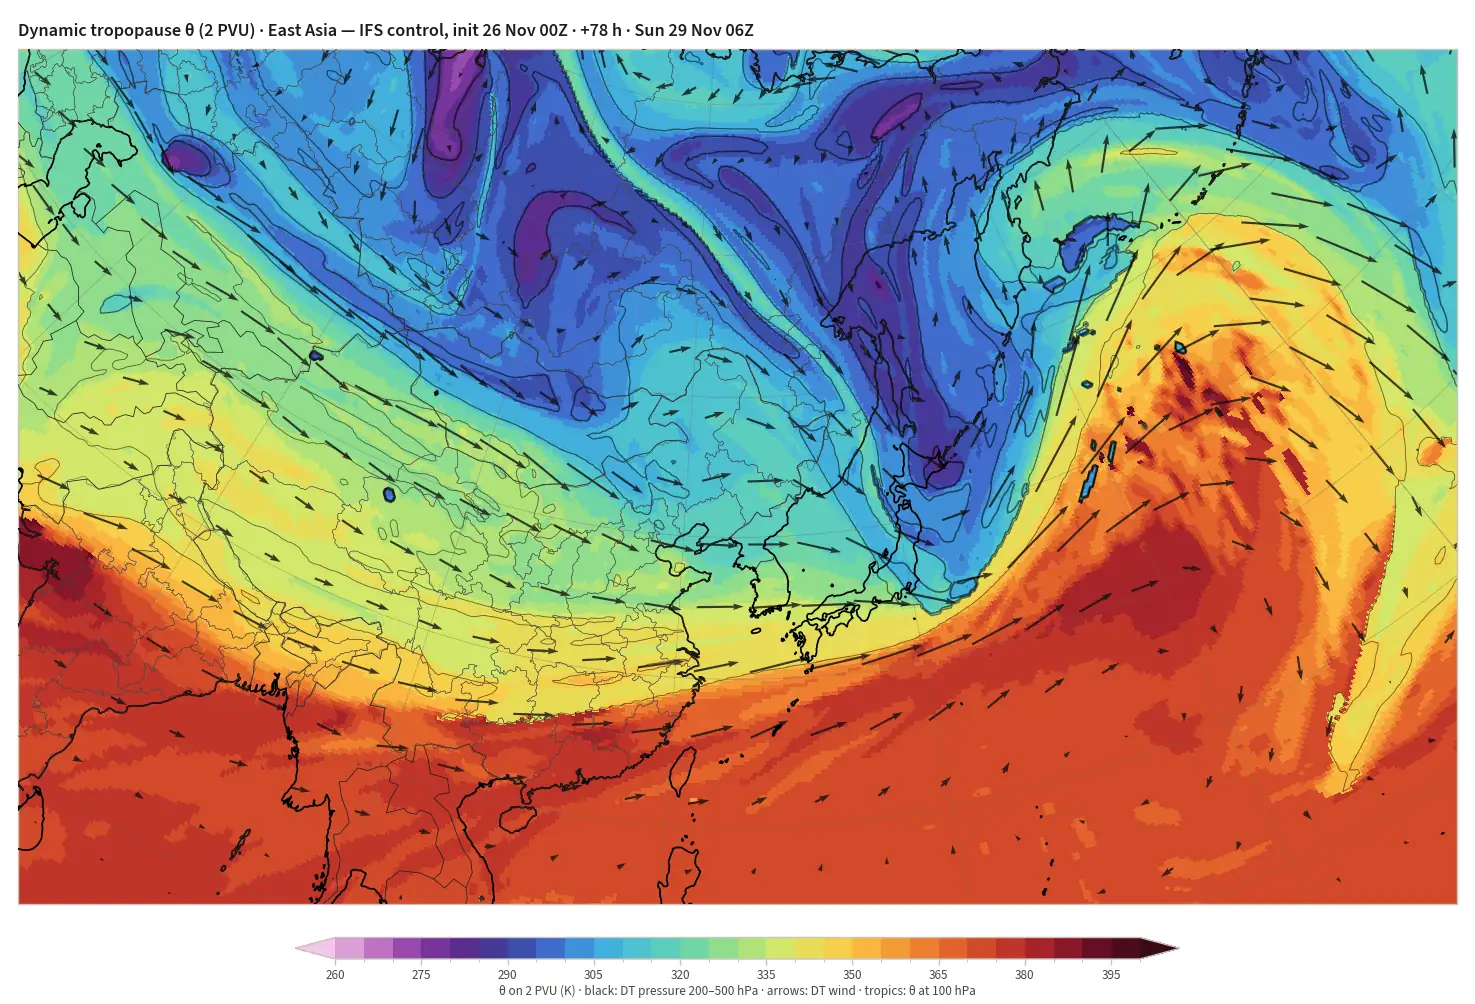 Dynamic tropopause θ (2 PVU) · East Asia — IFS control, init 26 Nov 00Z · +78 h · Sun 29 Nov 06Z
260 275 290 305 320 335 350 365 380 395
θ on 2 PVU (K) · black: DT pressure 200–500 hPa · arrows: DT wind · tropics: θ at 100 hPa